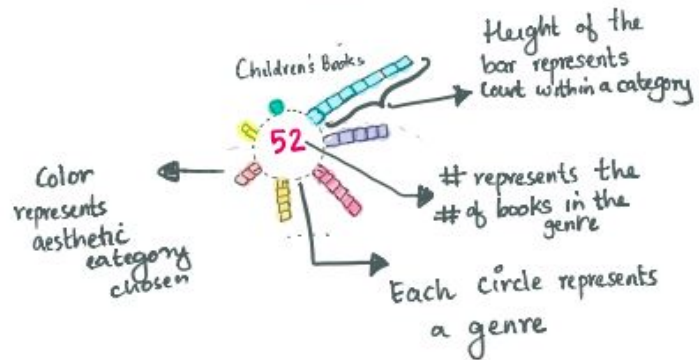 Children's Books
52
Height of the
bar represents
Count within a category
# represents the
# of books in the
genre
Each Circle represents
a genre
Color
represents
aesthetic
category
chosen